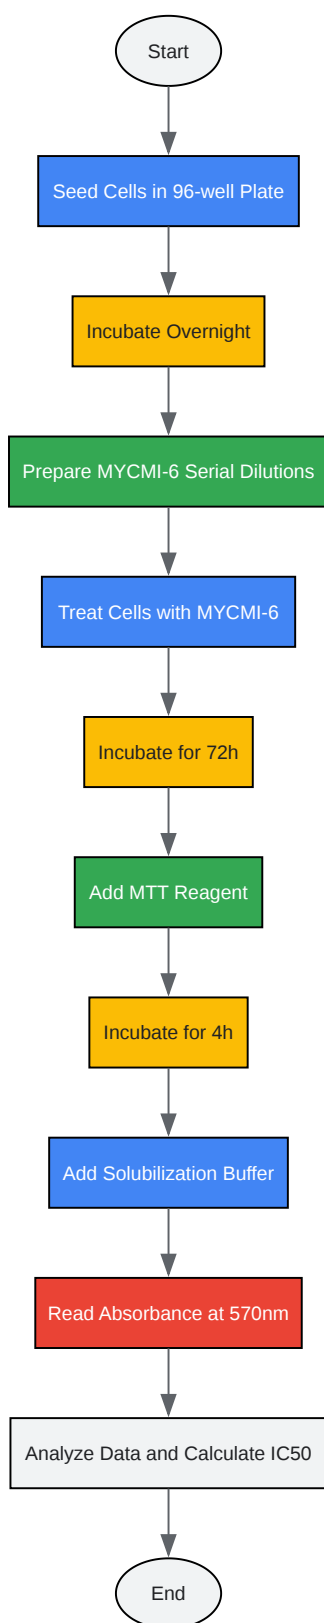 Start
Seed Cells in 96-well Plate
Incubate Overnight
Prepare MYCMI-6 Serial Dilutions
Treat Cells with MYCMI-6
Incubate for 72h
Add MTT Reagent
Incubate for 4h
Add Solubilization Buffer
Read Absorbance at 570nm
Analyze Data and Calculate IC50
End